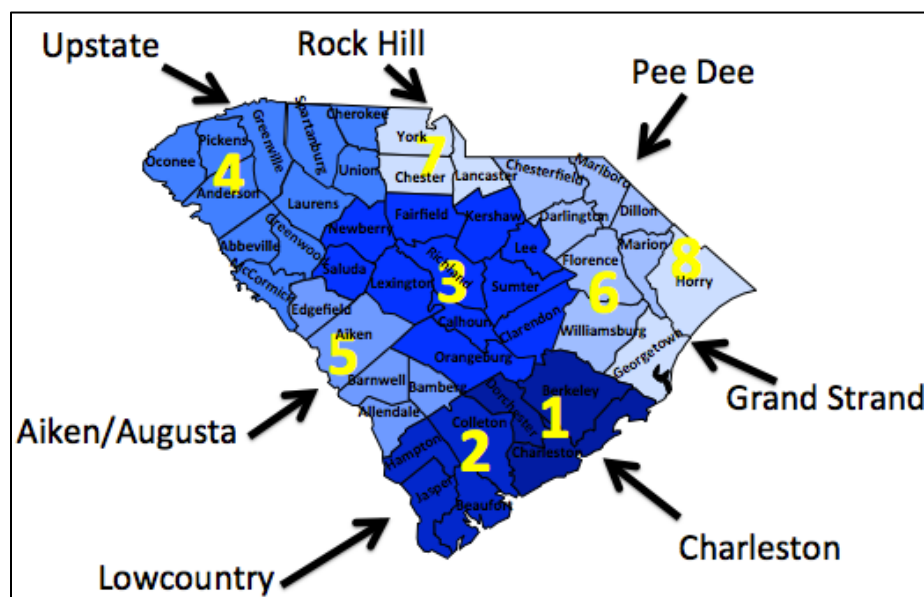 Upstate
Rock Hill
Pee Dee
Oconee
Pickens
Greenville
Spartanburg
Cherokee
York
7
Chester
Lancaster
Chesterfield
Marlboro
4
Anderson
Union
Laurens
Darlington
Dillon
Fairfield
Kershaw
Newberry
Abbeville
Greenwood
Lee
Florence
Marion
8
Horry
McCormick
Saluda
Lexington
Richland
3
Sumter
6
Edgefield
Aiken
5
Calhoun
Clarendon
Williamsburg
Georgetown
Orangeburg
Barnwell
Bamberg
Allendale
Dorchester
Berkeley
1
Colleton
2
Charleston
Hampton
Jasper
Beaufort
Aiken/Augusta
Grand Strand
Charleston
Lowcountry